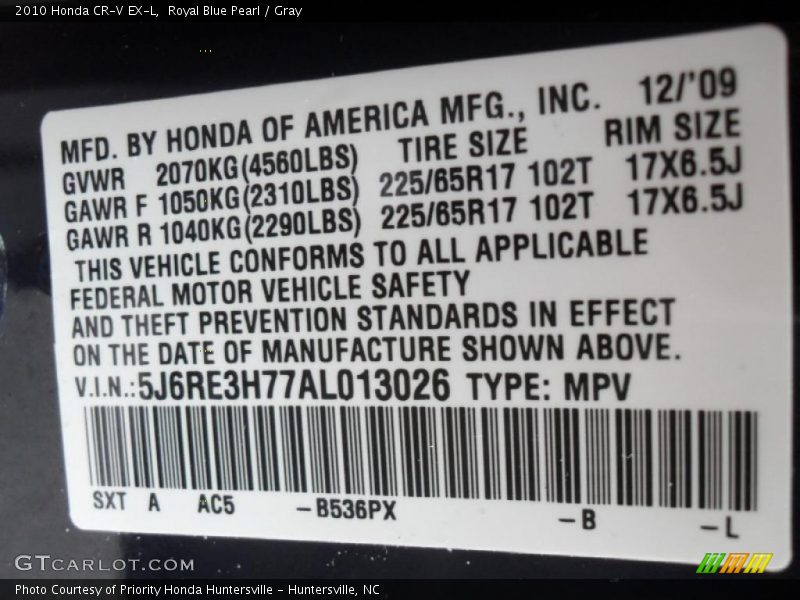 2010 Honda CR-V EX-L,  Royal Blue Pearl / Gray
MFD. BY HONDA OF AMERICA MFG., INC. 12/'09
GVWR 2070KG(4560LBS) TIRE SIZE RIM SIZE
GAWR F 1050KG(2310LBS) 225/65R17 102T 17X6.5J
GAWR R 1040KG(2290LBS) 225/65R17 102T 17X6.5J
THIS VEHICLE CONFORMS TO ALL APPLICABLE
FEDERAL MOTOR VEHICLE SAFETY
AND THEFT PREVENTION STANDARDS IN EFFECT
ON THE DATE OF MANUFACTURE SHOWN ABOVE.
V.I.N.:5J6RE3H77AL013026 TYPE: MPV
SXT A AC5 -B536PX -B -L
GTCARLOT.COM
Photo Courtesy of Priority Honda Huntersville - Huntersville, NC